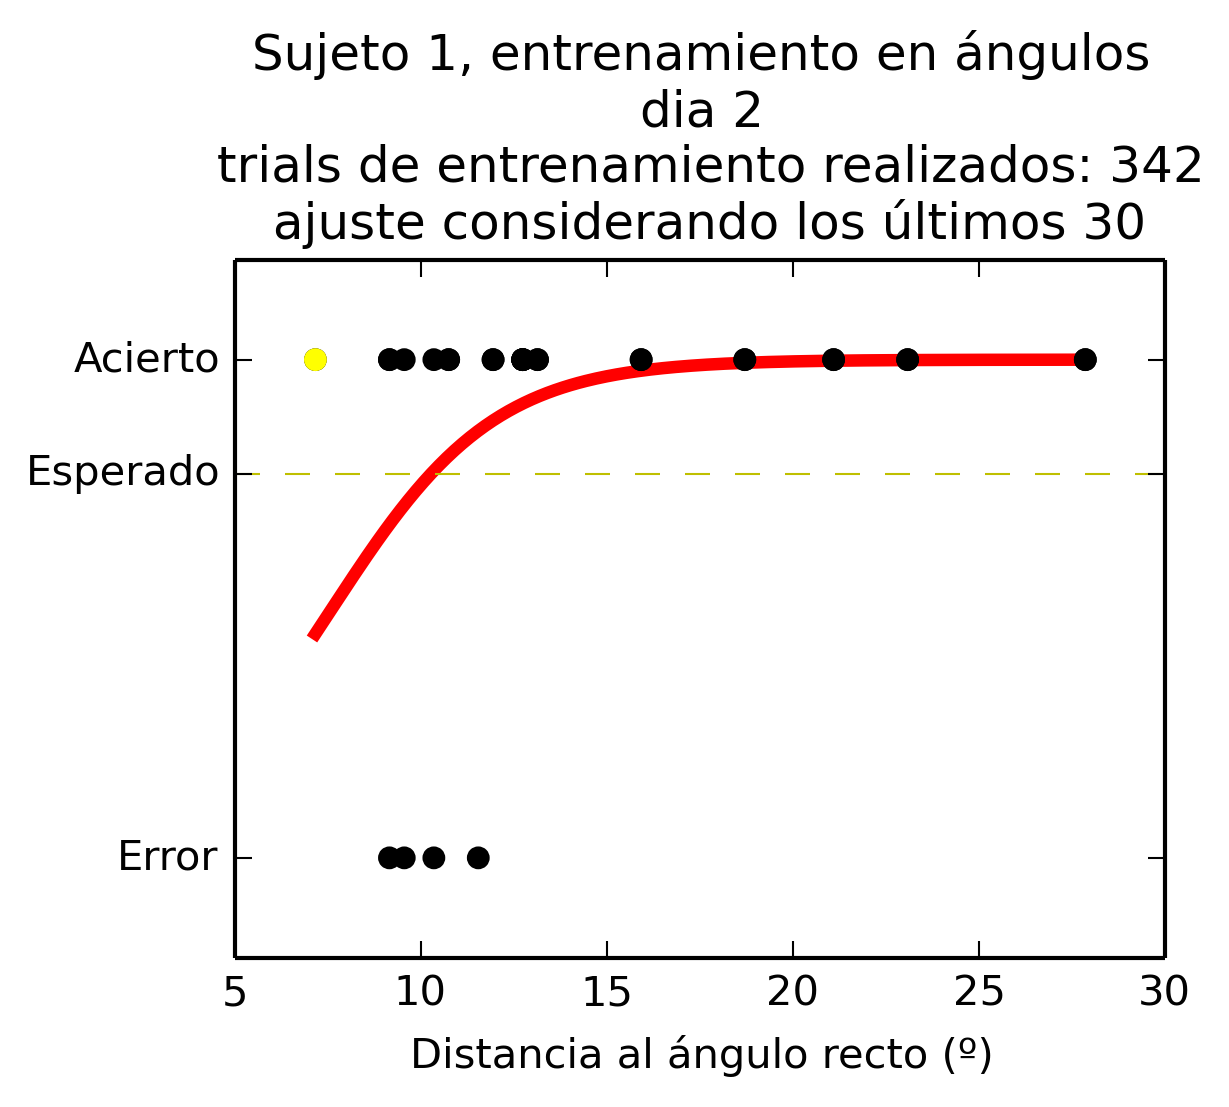 Sujeto 1, entrenamiento en ángulos
dia 2
trials de entrenamiento realizados: 342
ajuste considerando los últimos 30
Acierto
Esperado
Error
5 10 15 20 25 30
Distancia al ángulo recto (º)